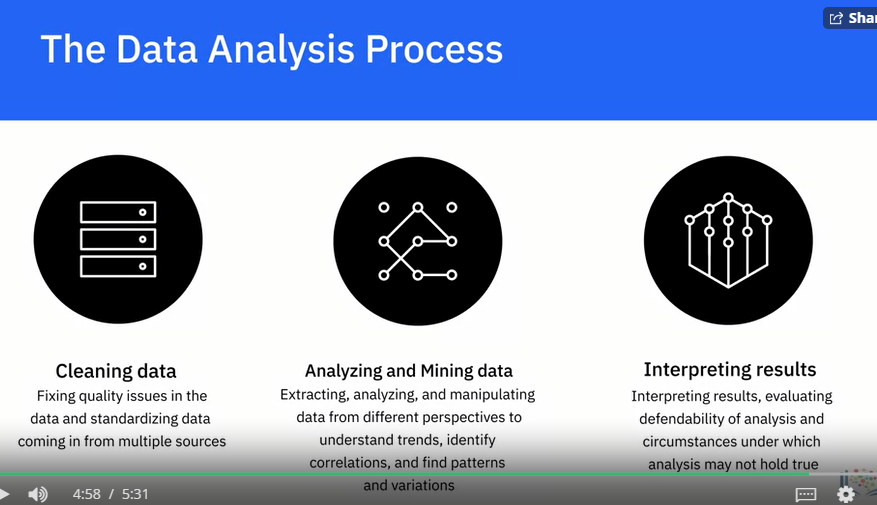 Shar
The Data Analysis Process
Cleaning data
Fixing quality issues in the
data and standardizing data
coming in from multiple sources
Analyzing and Mining data
Extracting, analyzing, and manipulating
data from different perspectives to
understand trends, identify
correlations, and find patterns
and variations
Interpreting results
Interpreting results, evaluating
defendability of analysis and
circumstances under which
analysis may not hold true
4:58 / 5:31